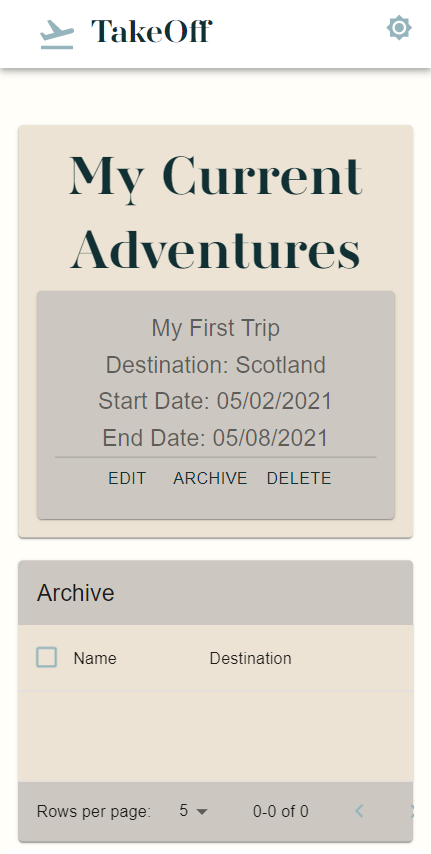 TakeOff
My Current
Adventures
My First Trip
Destination: Scotland
Start Date: 05/02/2021
End Date: 05/08/2021
EDIT ARCHIVE DELETE
Archive
Name Destination
Rows per page: 5 0-0 of 0